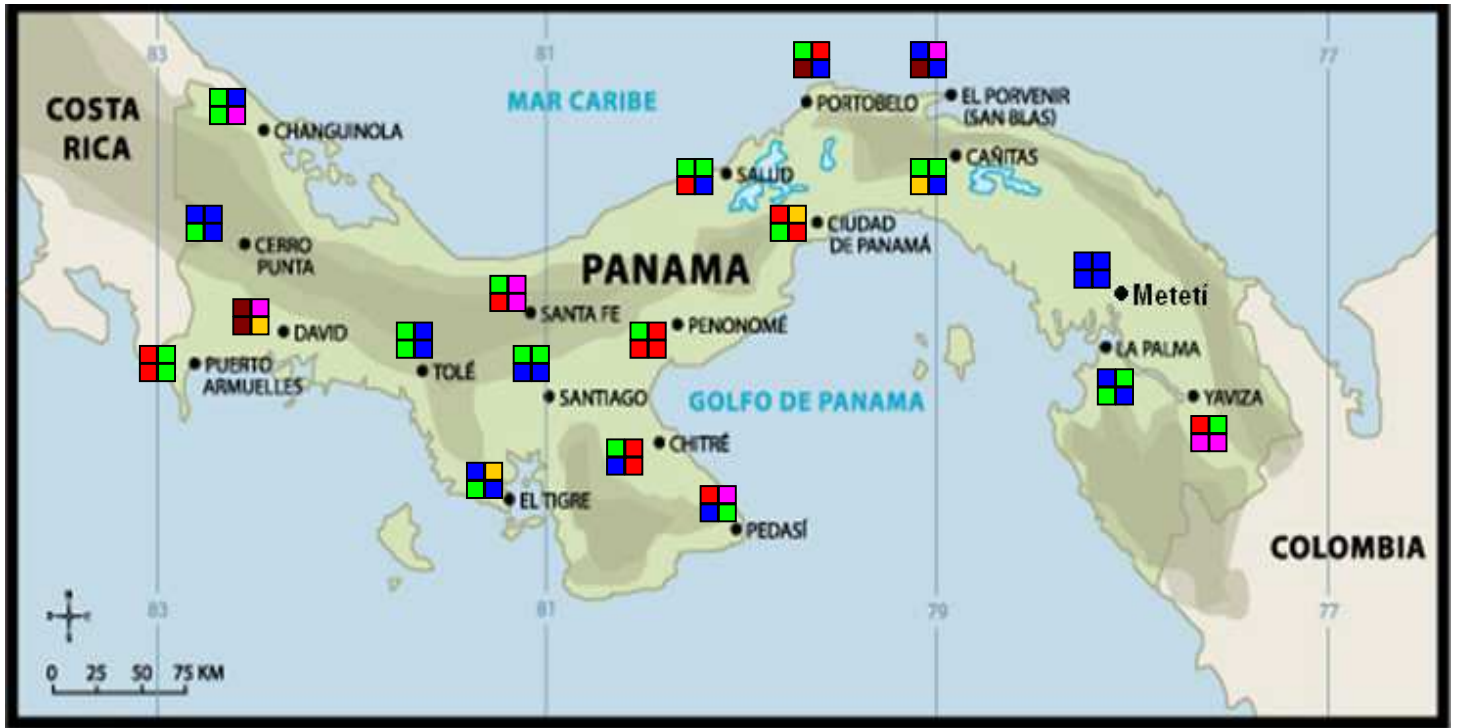 83
81
77
COSTA
RICA
MAR CARIBE
PORTOBELO
EL PORVENIR
(SAN BLAS)
CHANGUINOLA
CAÑITAS
SALUD
CIUDAD
DE PANAMÁ
CERRO
PUNTA
PANAMA
Metetí
SANTA FE
PENONOMÉ
DAVID
LA PALMA
PUERTO
ARMUELLES
TOLÉ
SANTIAGO
GOLFO DE PANAMA
YAVIZA
CHITRÉ
EL TIGRE
PEDASÍ
COLOMBIA
83
81
79
77
0 25 50 75 KM